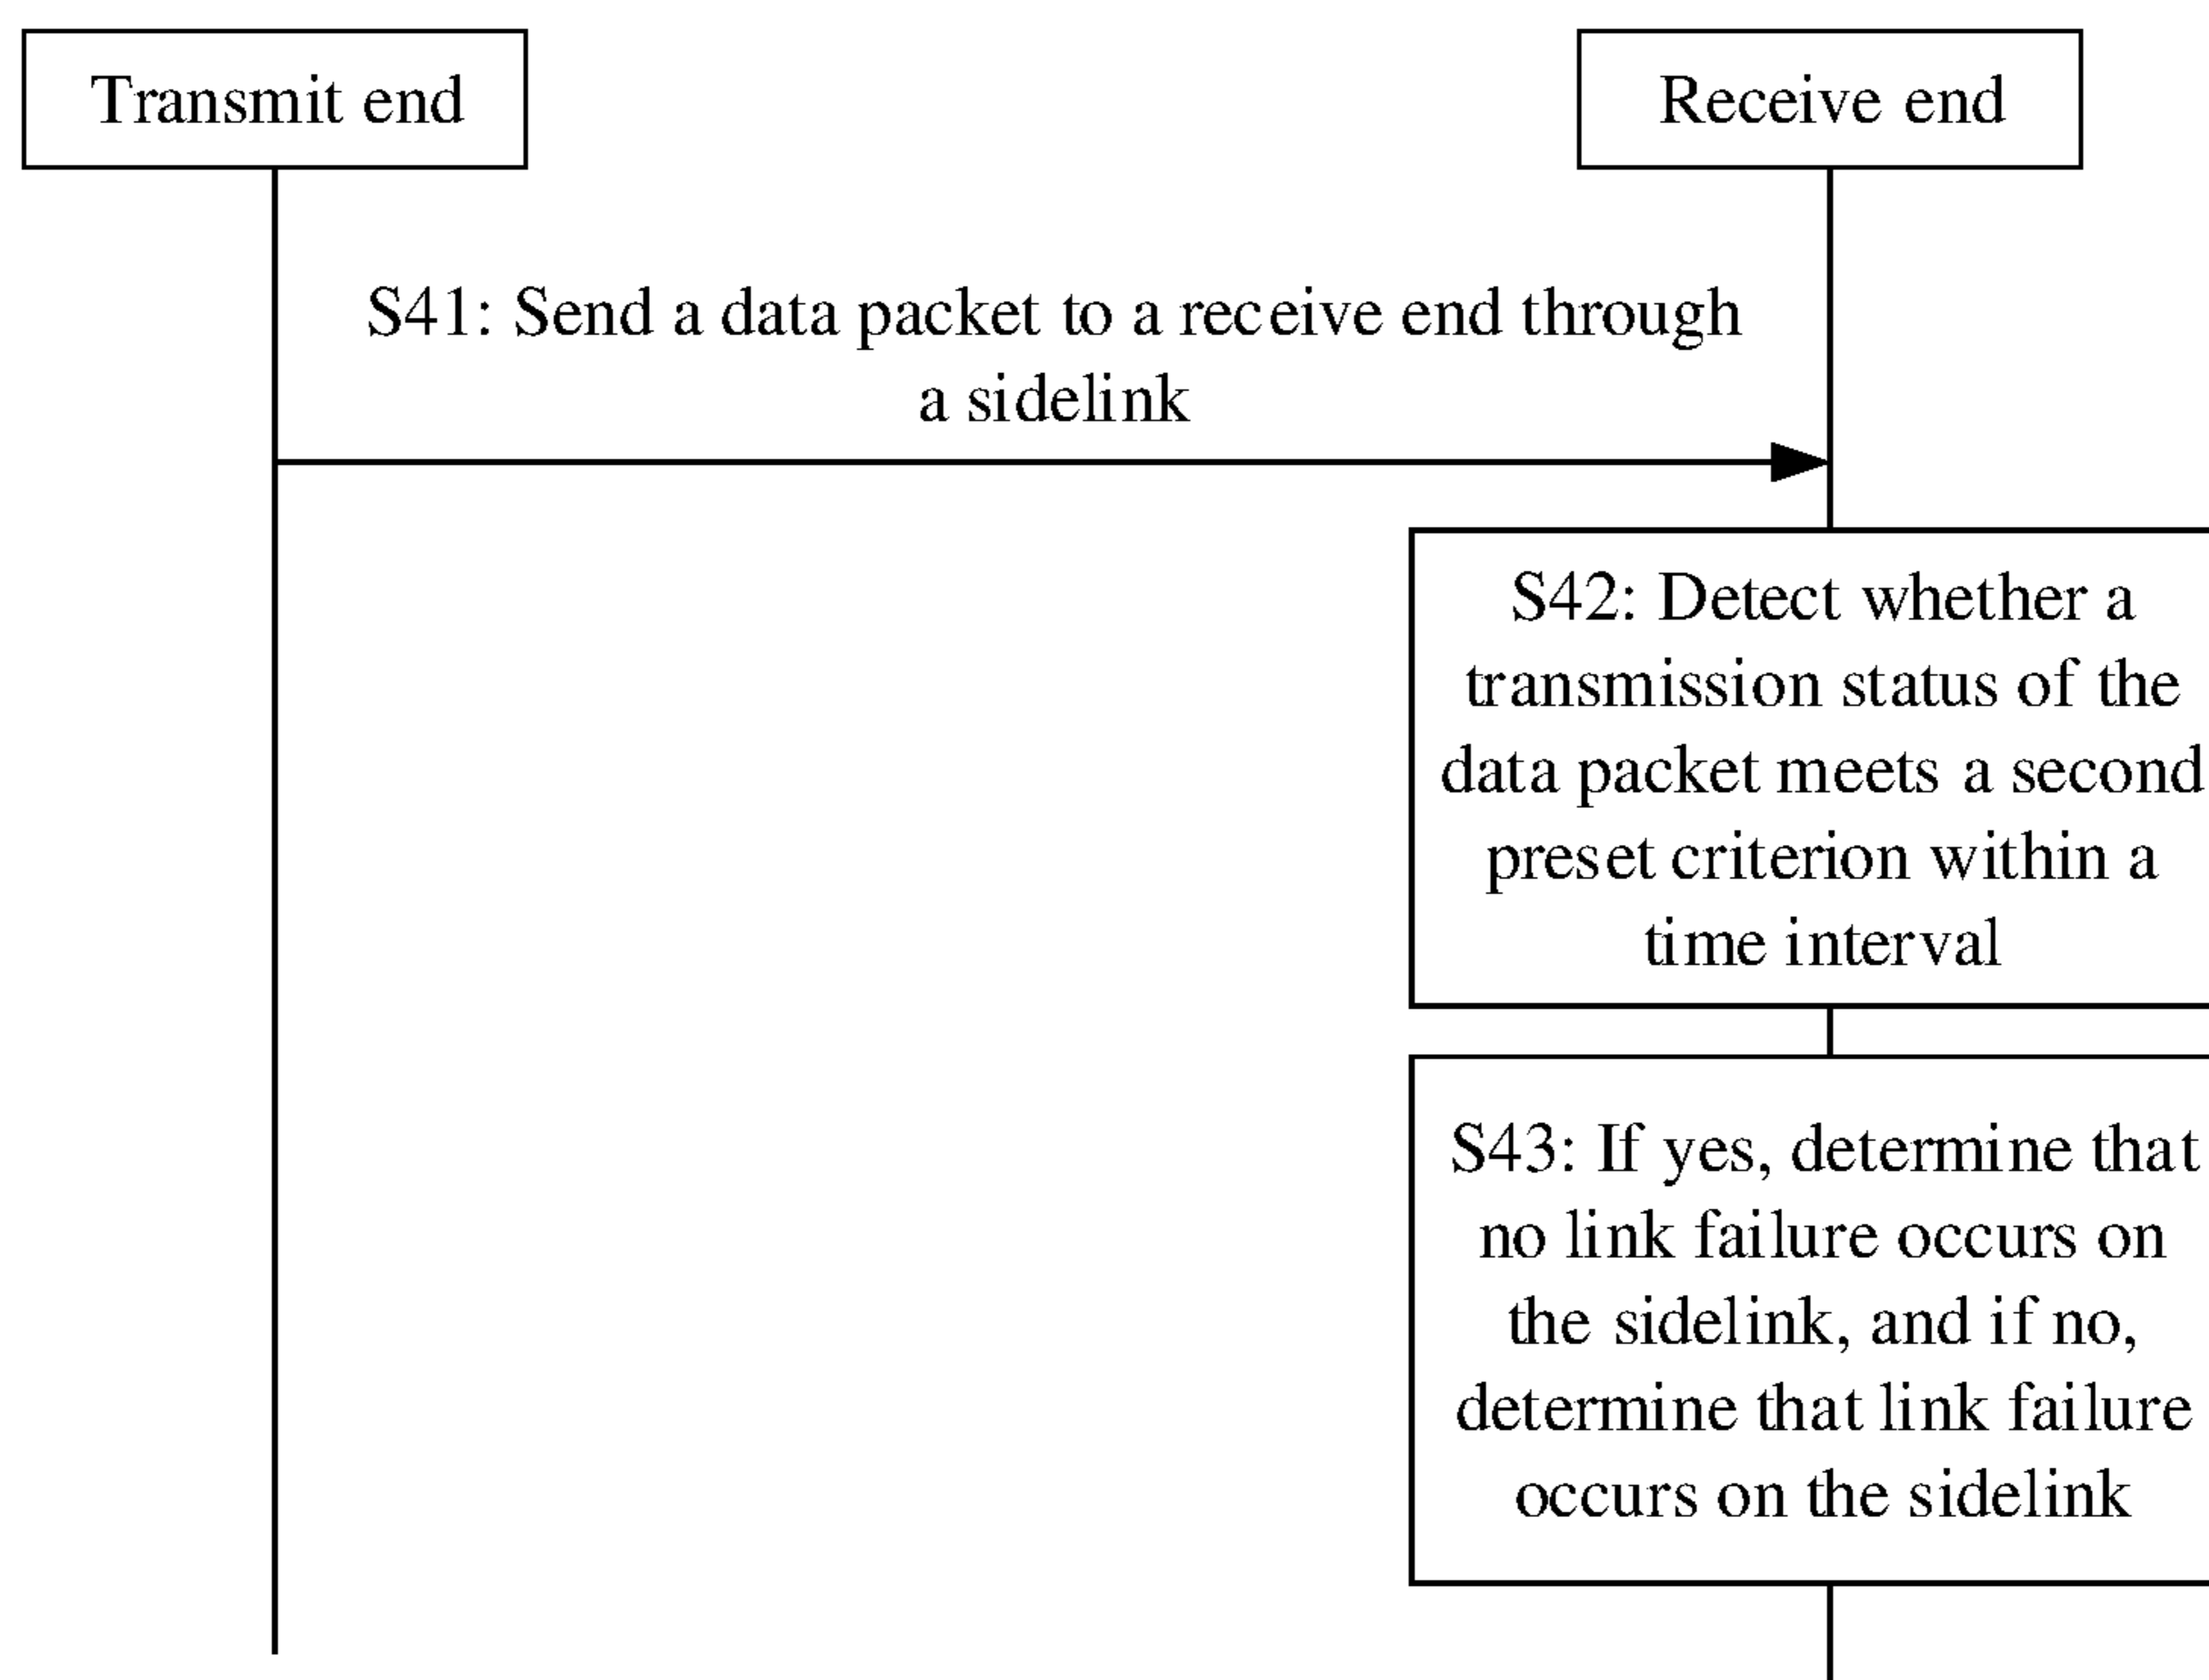 Transmit end
Receive end
S41: Send a data packet to a receive end through
a sidelink
S42: Detect whether a
transmission status of the
data packet meets a second
preset criterion within a
time interval
S43: If yes, determine that
no link failure occurs on
the sidelink, and if no,
determine that link failure
occurs on the sidelink